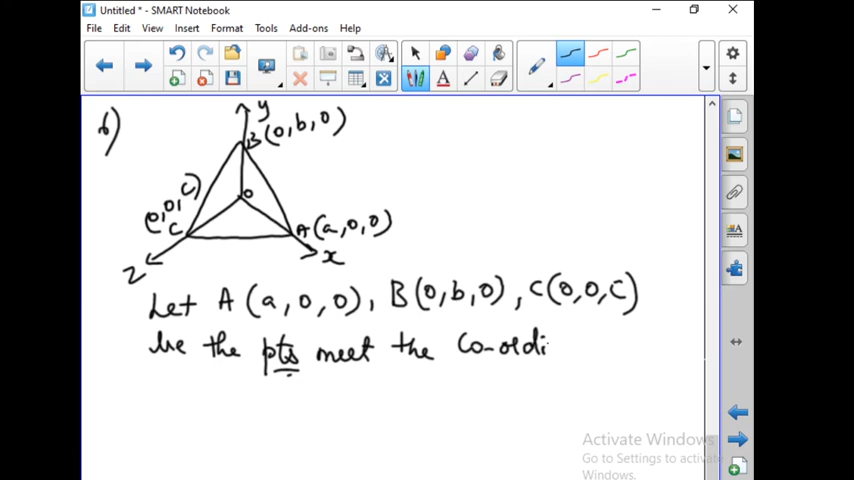 Untitled * - SMART Notebook
File Edit View Insert Format Tools Add-ons Help
6)
y
B(0,b,0)
(0,0,C)
0
C
A(a,0,0)
x
Z
Let A (a,0,0), B(0,b,0), C(0,0,C)
be the pts meet the Co-ordi
Activate Windows
Go to Settings to activate
Windows.